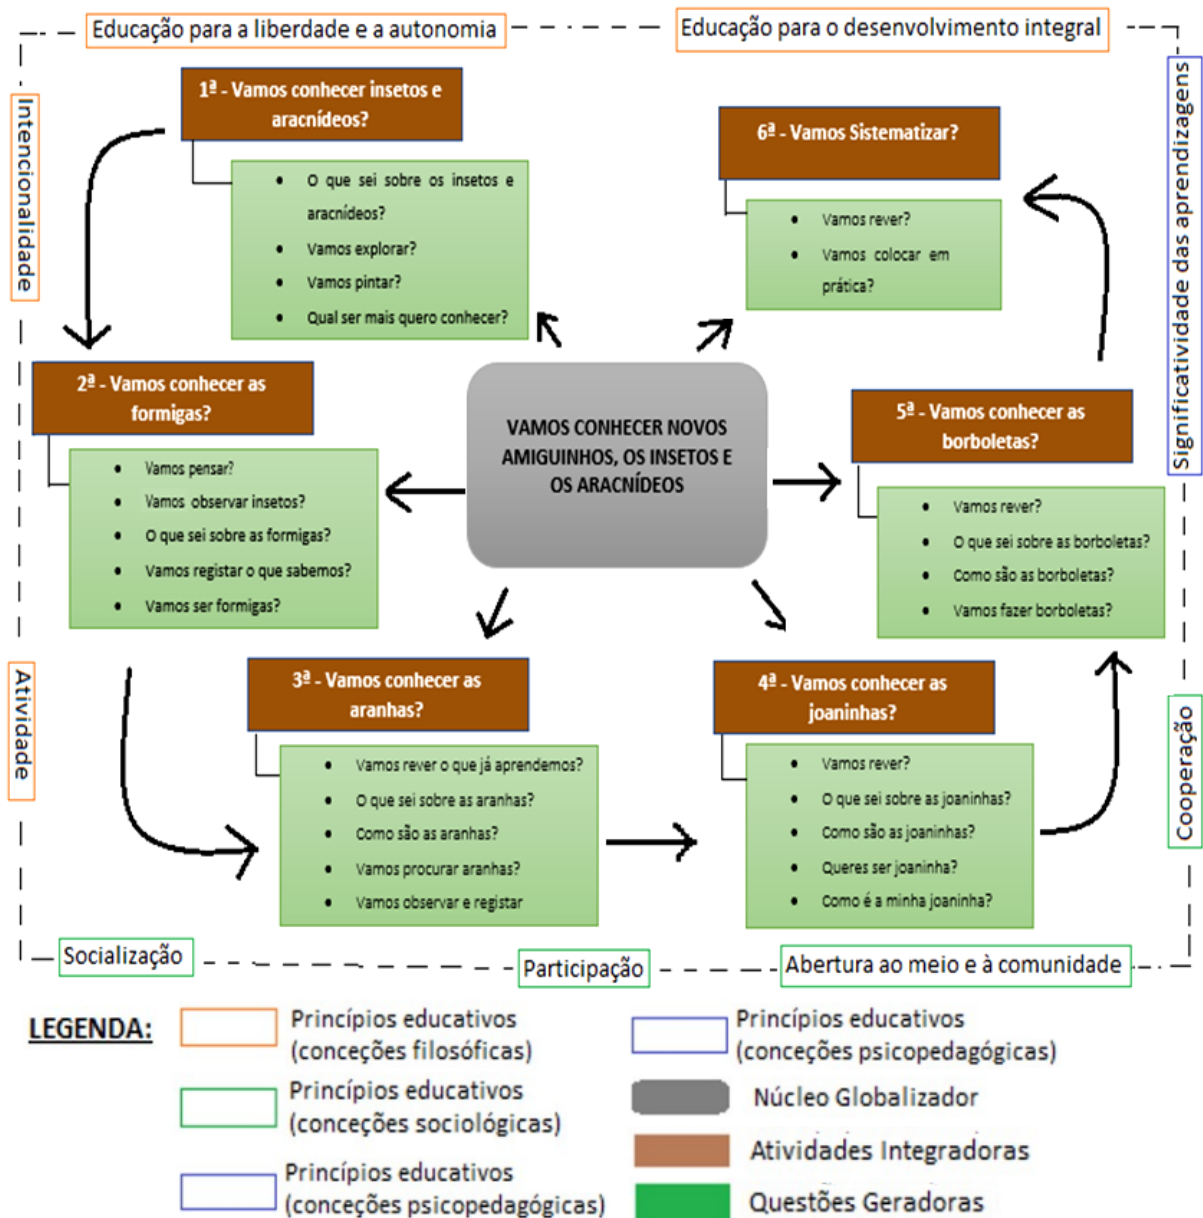 Educação para a liberdade e a autonomia
Educação para o desenvolvimento integral
Intencionalidade
Significatividade das aprendizagens
1ª - Vamos conhecer insetos e
aracnídeos?
• O que sei sobre os insetos e
aracnídeos?
• Vamos explorar?
• Vamos pintar?
• Qual ser mais quero conhecer?
6ª - Vamos Sistematizar?
• Vamos rever?
• Vamos colocar em
prática?
2ª - Vamos conhecer as
formigas?
• Vamos pensar?
• Vamos observar insetos?
• O que sei sobre as formigas?
• Vamos registar o que sabemos?
• Vamos ser formigas?
VAMOS CONHECER NOVOS
AMIGUINHOS, OS INSETOS E
OS ARACNÍDEOS
5ª - Vamos conhecer as
borboletas?
• Vamos rever?
• O que sei sobre as borboletas?
• Como são as borboletas?
• Vamos fazer borboletas?
Atividade
3ª - Vamos conhecer as
aranhas?
• Vamos rever o que já aprendemos?
• O que sei sobre as aranhas?
• Como são as aranhas?
• Vamos procurar aranhas?
• Vamos observar e registar
4ª - Vamos conhecer as
joaninhas?
• Vamos rever?
• O que sei sobre as joaninhas?
• Como são as joaninhas?
• Queres ser joaninha?
• Como é a minha joaninha?
Cooperação
Socialização
Participação
Abertura ao meio e à comunidade
LEGENDA:
Princípios educativos
(conceções filosóficas)
Princípios educativos
(conceções sociológicas)
Princípios educativos
(conceções psicopedagógicas)
Princípios educativos
(conceções psicopedagógicas)
Núcleo Globalizador
Atividades Integradoras
Questões Geradoras